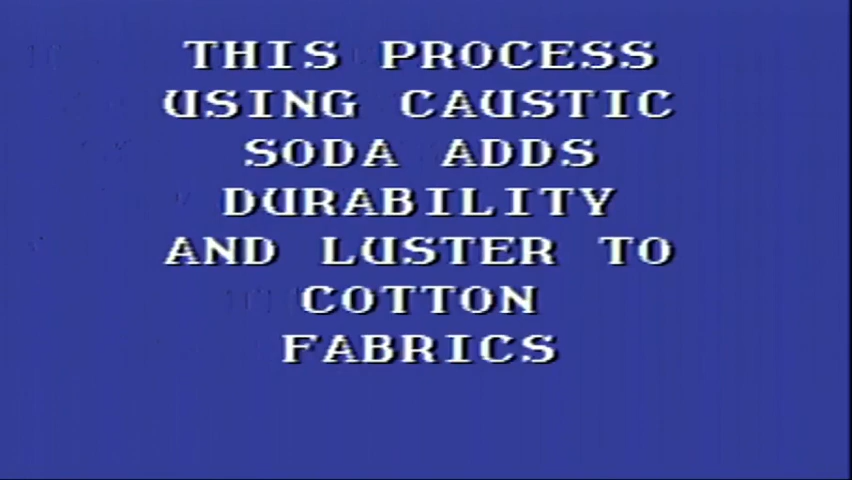 THIS PROCESS
USING CAUSTIC
SODA ADDS
DURABILITY
AND LUSTER TO
COTTON
FABRICS